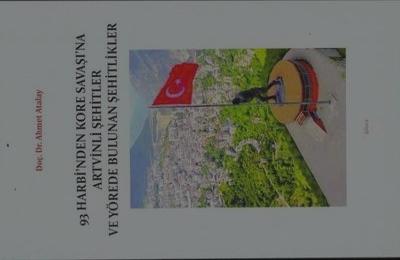 Doç. Dr. Ahmet Atalay
93 HARBİ'NDEN KORE SAVAŞI'NA
ARTVİNLİ ŞEHİTLER
VE YÖREDE BULUNAN ŞEHİTLİKLER